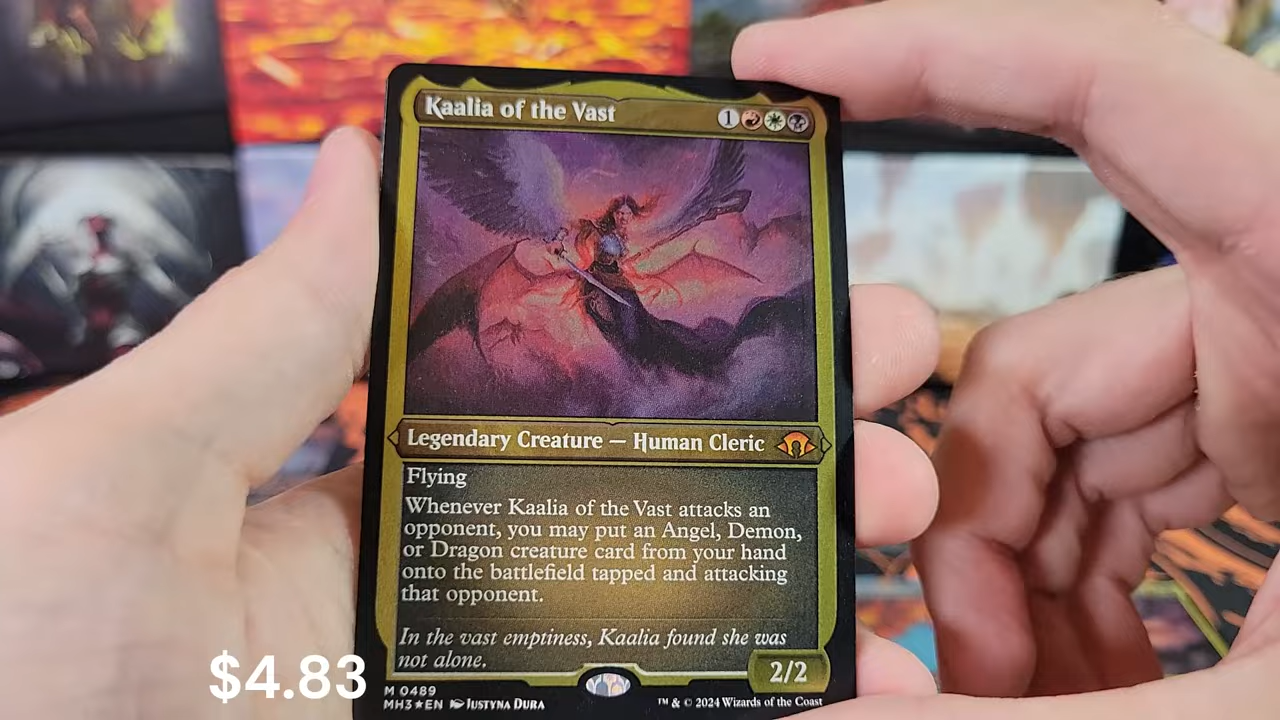 Kaalia of the Vast 1
Legendary Creature — Human Cleric
Flying
Whenever Kaalia of the Vast attacks an
opponent, you may put an Angel, Demon,
or Dragon creature card from your hand
onto the battlefield tapped and attacking
that opponent.
In the vast emptiness, Kaalia found she was
not alone.
2/2
$4.83
M 0489
MH3★EN Justyna Dura
™ & © 2024 Wizards of the Coast